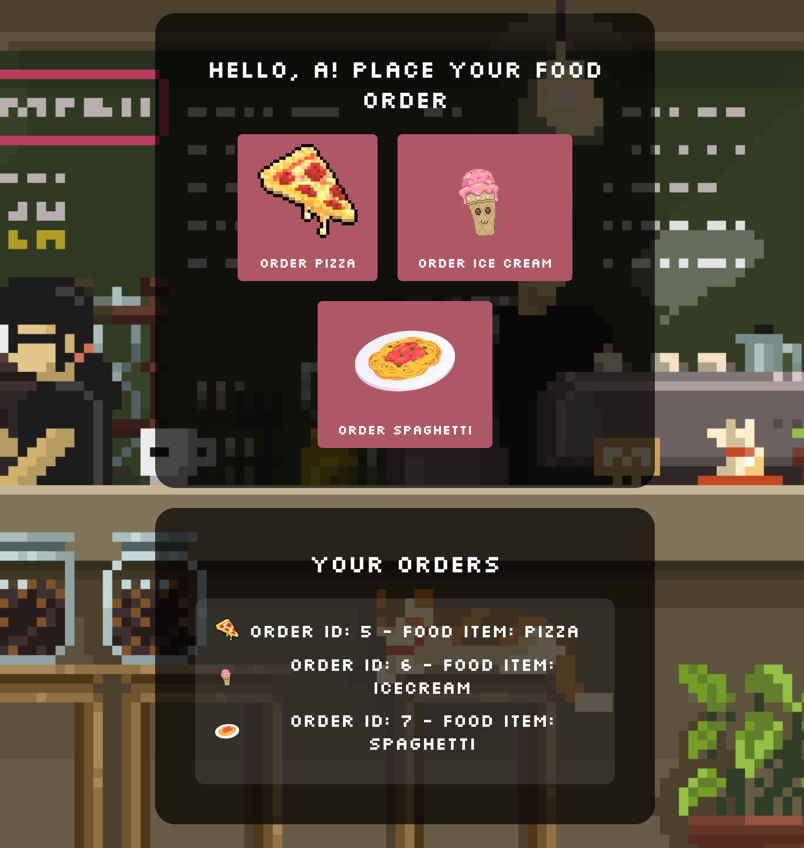 HELLO, A! PLACE YOUR FOOD
ORDER
ORDER PIZZA
ORDER ICE CREAM
ORDER SPAGHETTI
YOUR ORDERS
ORDER ID: 5 - FOOD ITEM: PIZZA
ORDER ID: 6 - FOOD ITEM:
ICECREAM
ORDER ID: 7 - FOOD ITEM:
SPAGHETTI